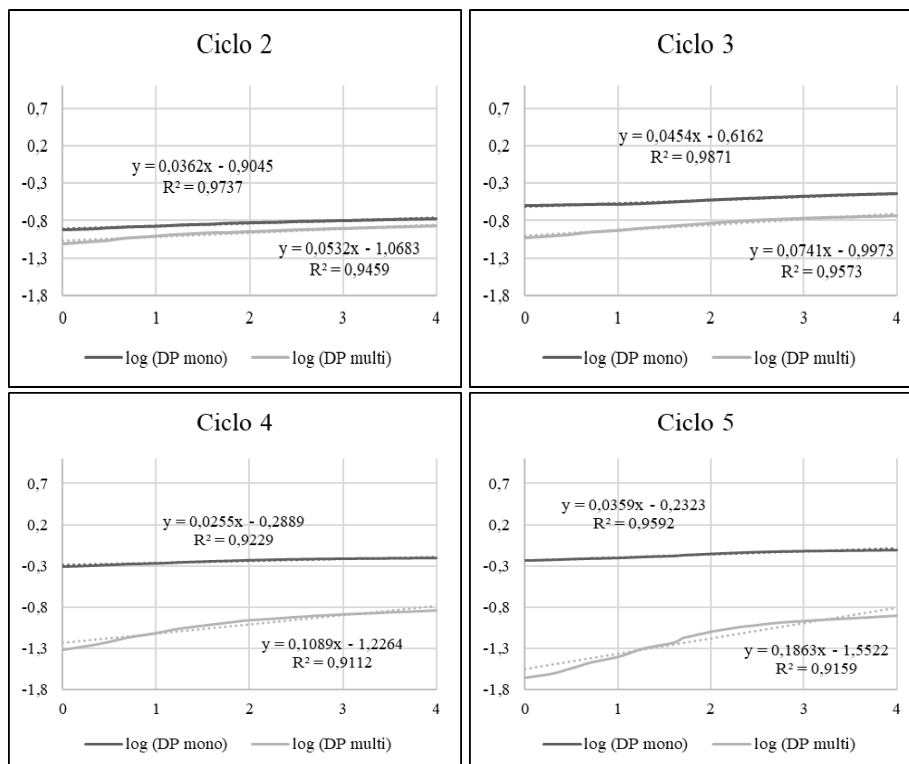 Ciclo 2
0,7
0,2
-0,3
-0,8
-1,3
-1,8
y = 0,0362x - 0,9045
R² = 0,9737
y = 0,0532x - 1,0683
R² = 0,9459
0 1 2 3 4
log (DP mono) log (DP multi)
Ciclo 3
0,7
0,2
-0,3
-0,8
-1,3
-1,8
y = 0,0454x - 0,6162
R² = 0,9871
y = 0,0741x - 0,9973
R² = 0,9573
0 1 2 3 4
log (DP mono) log (DP multi)
Ciclo 4
0,7
0,2
-0,3
-0,8
-1,3
-1,8
y = 0,0255x - 0,2889
R² = 0,9229
y = 0,1089x - 1,2264
R² = 0,9112
0 1 2 3 4
log (DP mono) log (DP multi)
Ciclo 5
0,7
0,2
-0,3
-0,8
-1,3
-1,8
y = 0,0359x - 0,2323
R² = 0,9592
y = 0,1863x - 1,5522
R² = 0,9159
0 1 2 3 4
log (DP mono) log (DP multi)